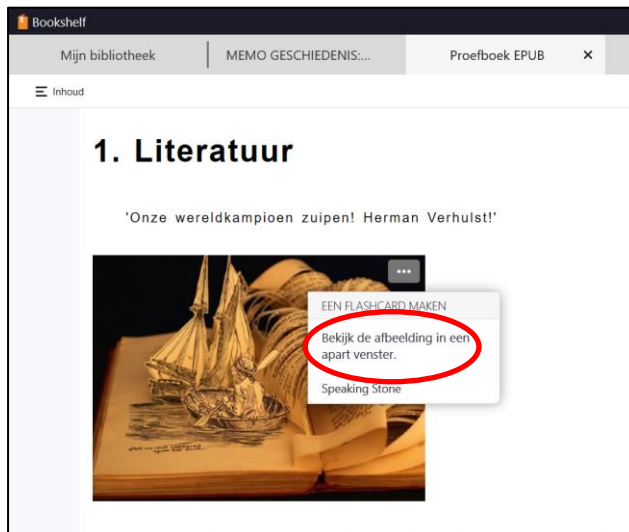 Bookshelf
Mijn bibliotheek
MEMO GESCHIEDENIS:...
Proefboek EPUB
Inhoud
1. Literatuur
'Onze wereldkampioen zuipen! Herman Verhulst!'
EEN FLASHCARD MAKEN
Bekijk de afbeelding in een
apart venster.
Speaking Stone